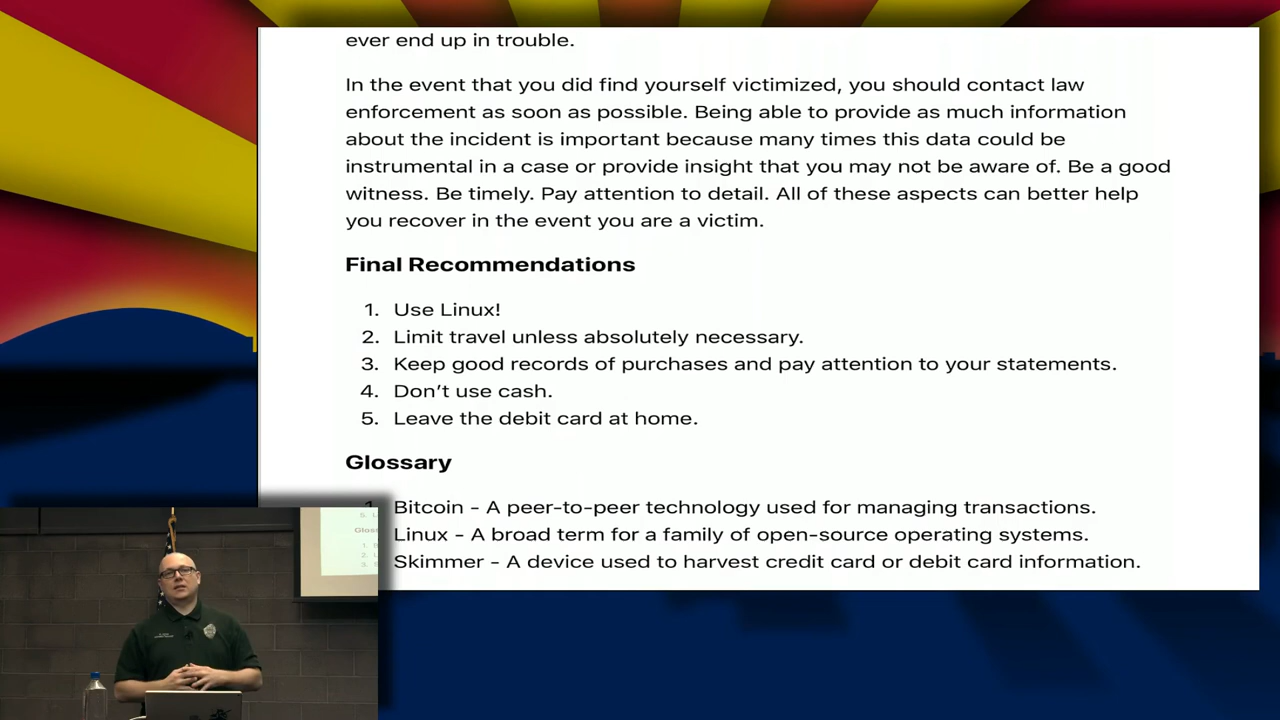 ever end up in trouble.
In the event that you did find yourself victimized, you should contact law
enforcement as soon as possible. Being able to provide as much information
about the incident is important because many times this data could be
instrumental in a case or provide insight that you may not be aware of. Be a good
witness. Be timely. Pay attention to detail. All of these aspects can better help
you recover in the event you are a victim.
Final Recommendations
1. Use Linux!
2. Limit travel unless absolutely necessary.
3. Keep good records of purchases and pay attention to your statements.
4. Don’t use cash.
5. Leave the debit card at home.
Glossary
1. Bitcoin - A peer-to-peer technology used for managing transactions.
Linux - A broad term for a family of open-source operating systems.
Skimmer - A device used to harvest credit card or debit card information.